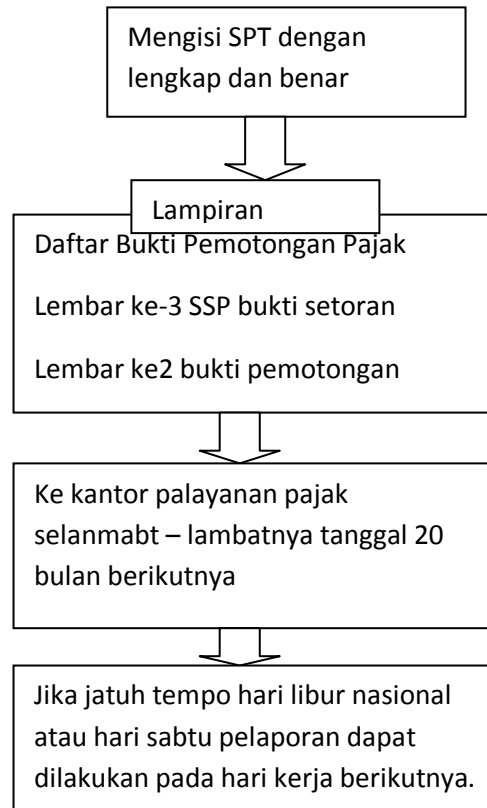 Mengisi SPT dengan
lengkap dan benar
Lampiran
Daftar Bukti Pemotongan Pajak
Lembar ke-3 SSP bukti setoran
Lembar ke2 bukti pemotongan
Ke kantor palayanan pajak
selanmabt – lambatnya tanggal 20
bulan berikutnya
Jika jatuh tempo hari libur nasional
atau hari sabtu pelaporan dapat
dilakukan pada hari kerja berikutnya.